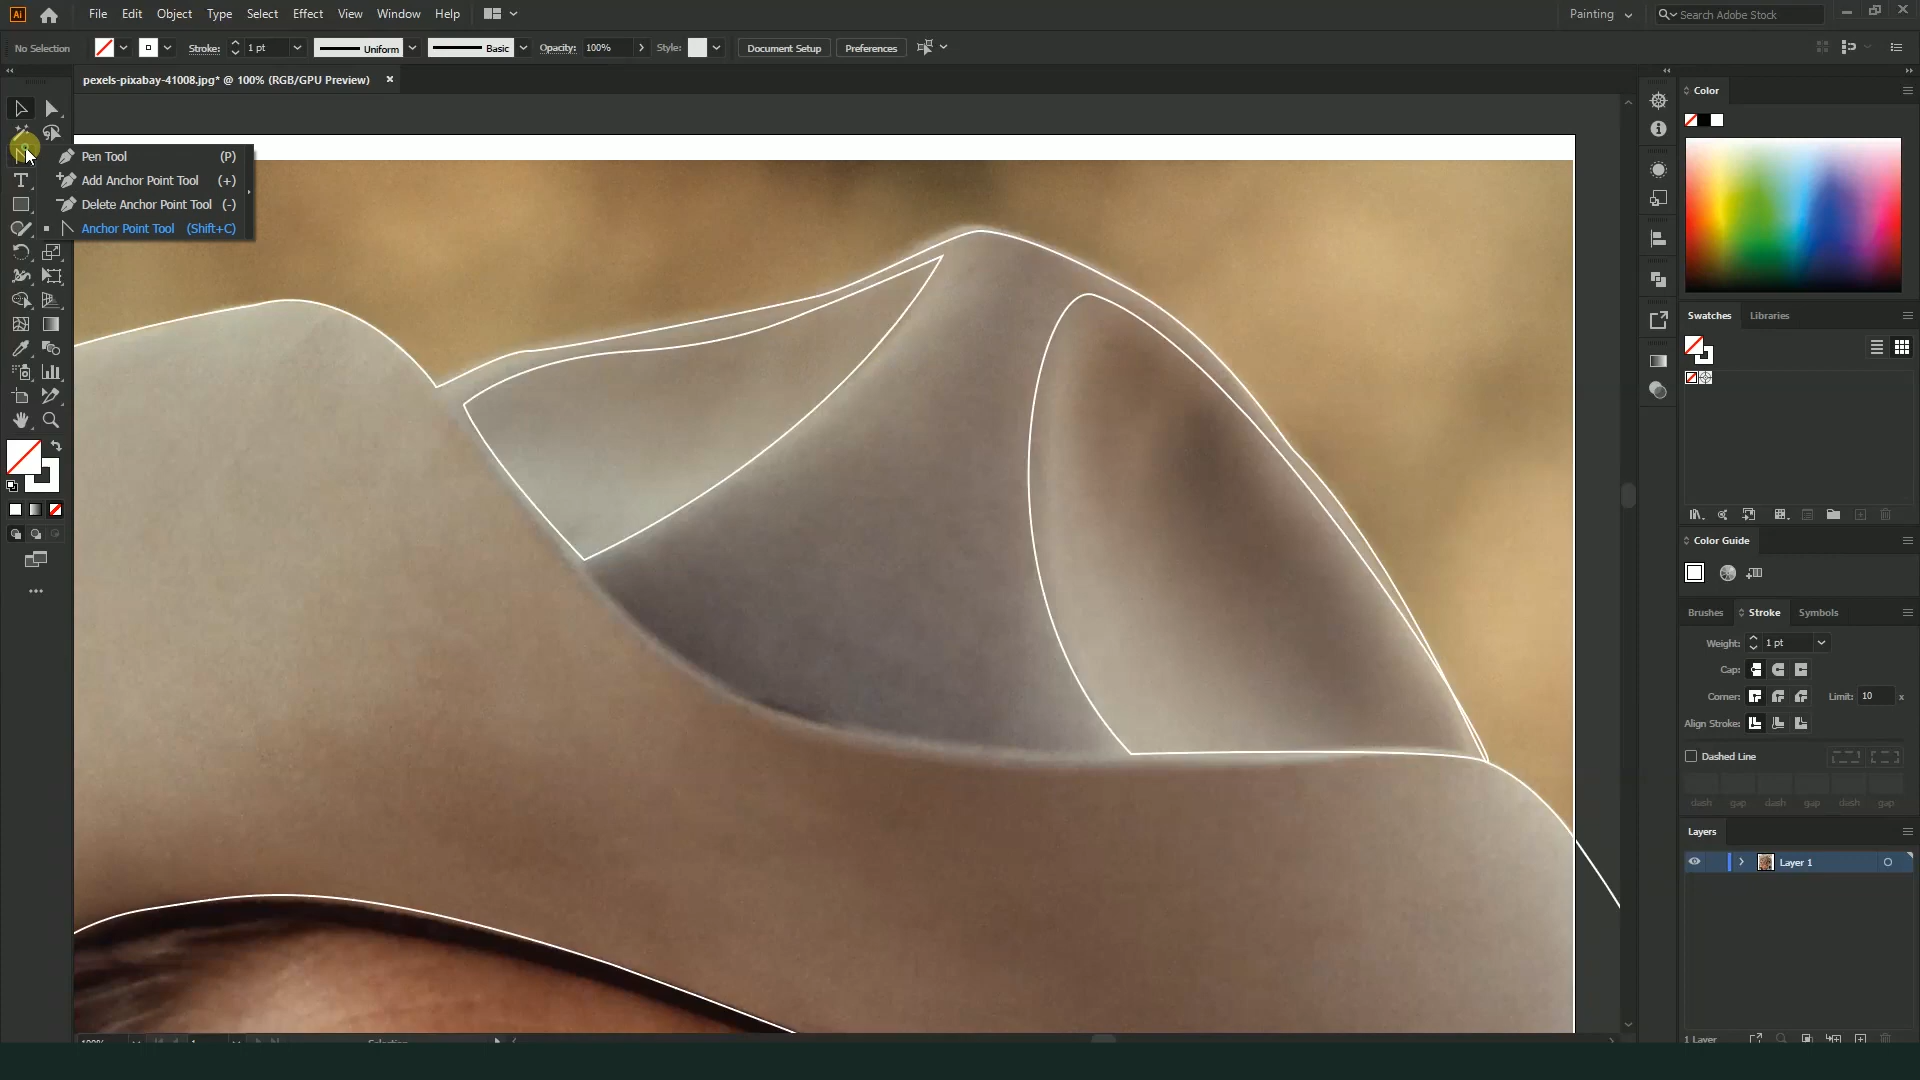 Ai File Edit Object Type Select Effect View Window Help
Painting
Search Adobe Stock
No Selection
Stroke: 1 pt
Uniform
Basic
Opacity: 100%
Style:
Document Setup
Preferences
pexels-pixabay-41008.jpg* @ 100% (RGB/GPU Preview) ×
Color
Pen Tool (P)
Add Anchor Point Tool (+)
Delete Anchor Point Tool (-)
Anchor Point Tool (Shift+C)
Swatches Libraries
Color Guide
Brushes Stroke Symbols
Weight: 1 pt
Cap:
Corner: Limit: 10 x
Align Stroke:
Dashed Line
dash gap dash gap dash gap
Layers
Layer 1
1 Layer
100% 1 Selection